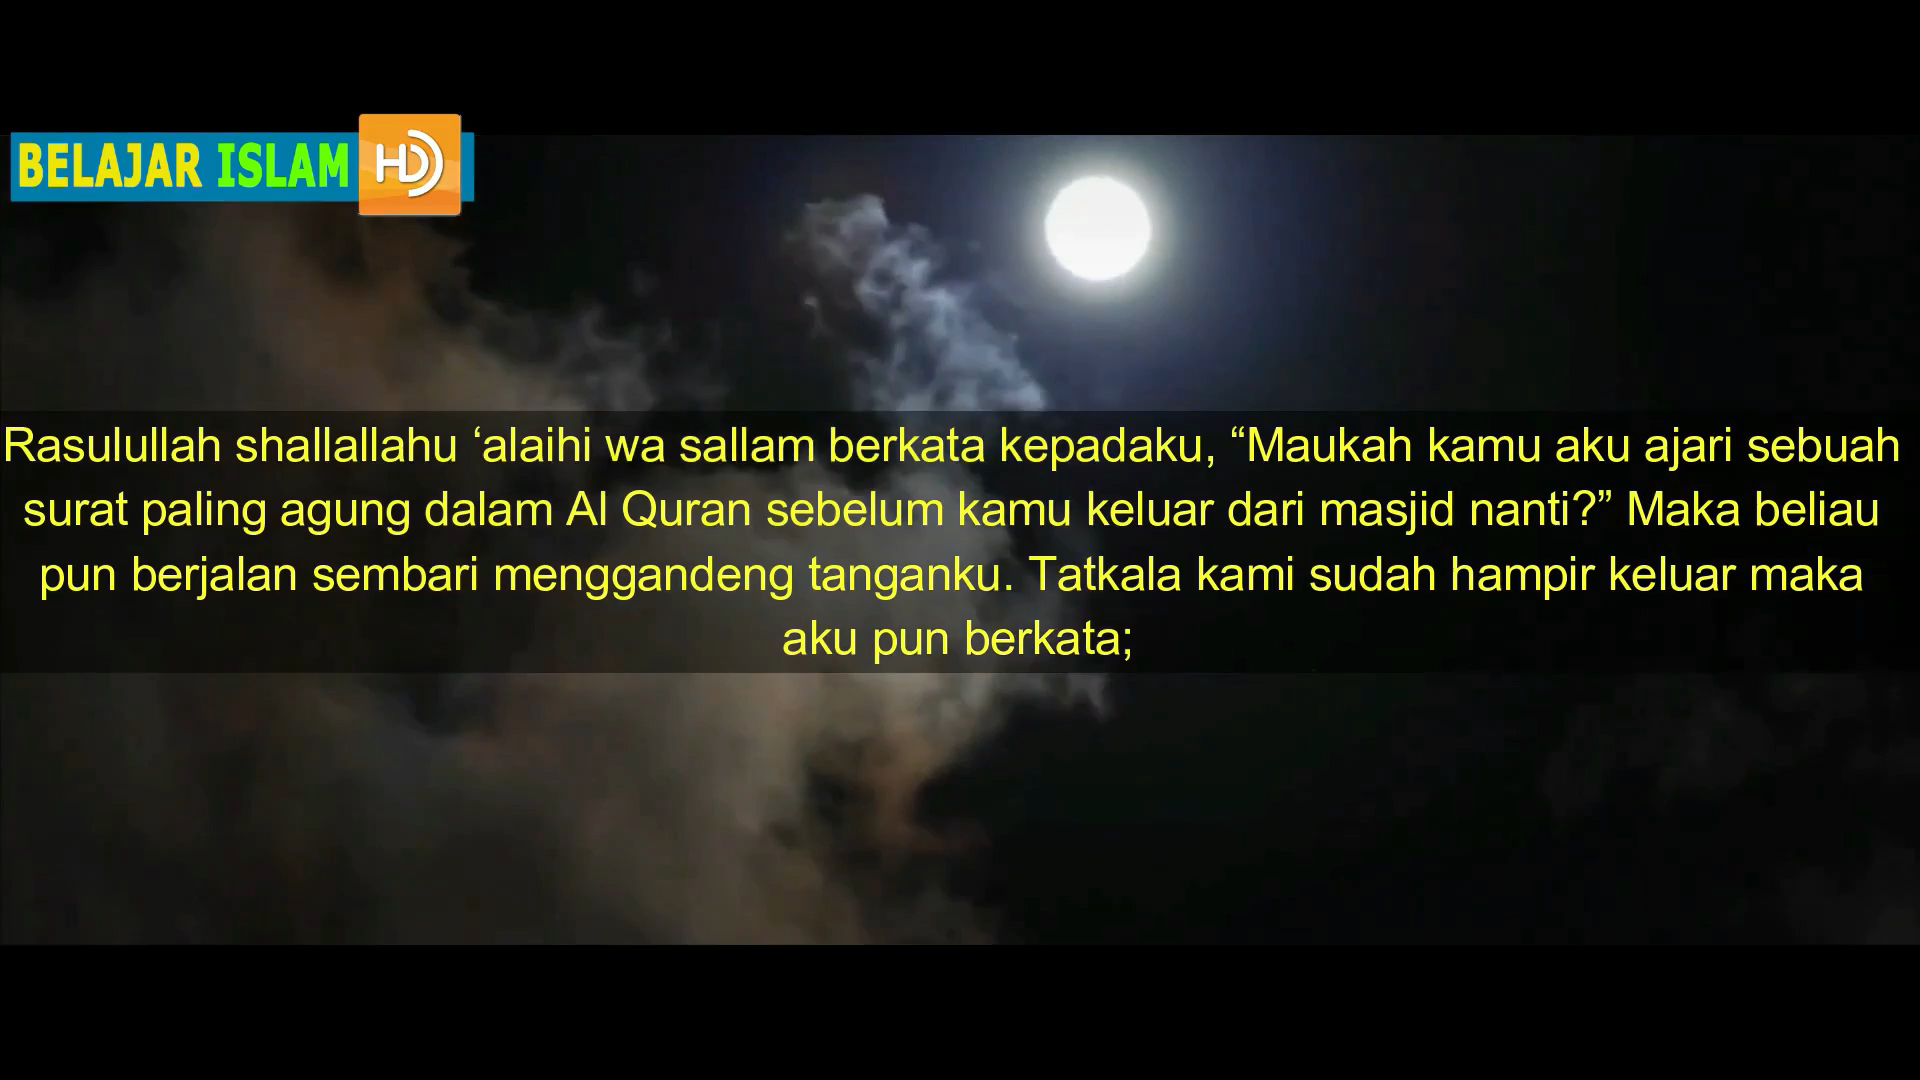 BELAJAR ISLAM HD
Rasulullah shallallahu ‘alaihi wa sallam berkata kepadaku, “Maukah kamu aku ajari sebuah
surat paling agung dalam Al Quran sebelum kamu keluar dari masjid nanti?” Maka beliau
pun berjalan sembari menggandeng tanganku. Tatkala kami sudah hampir keluar maka
aku pun berkata;